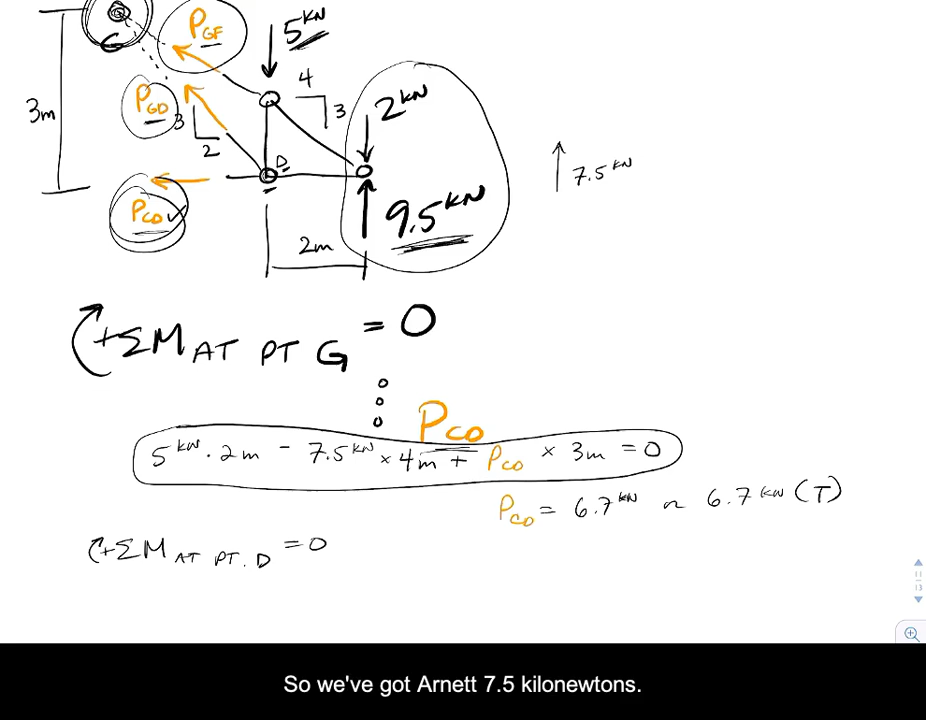 P_GF
5 kN
4
3
2 kN
3m
P_GD
3
2
D
7.5 kN
P_CD ✓
9.5 kN
2m
+ΣM AT PT G = 0
P_CD
5 kN · 2m - 7.5 kN × 4m + P_CD × 3m = 0
P_CD = 6.7 kN ~ 6.7 kN (T)
+ΣM AT PT. D = 0
So we've got Arnett 7.5 kilonewtons.